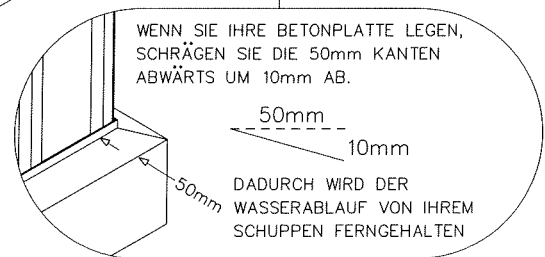 WENN SIE IHRE BETONPLATTE LEGEN,
SCHRÄGEN SIE DIE 50mm KANTEN
ABWÄRTS UM 10mm AB.
50mm
10mm
50mm
DADURCH WIRD DER
WASSERABLAUF VON IHREM
SCHUPPEN FERNGEHALTEN